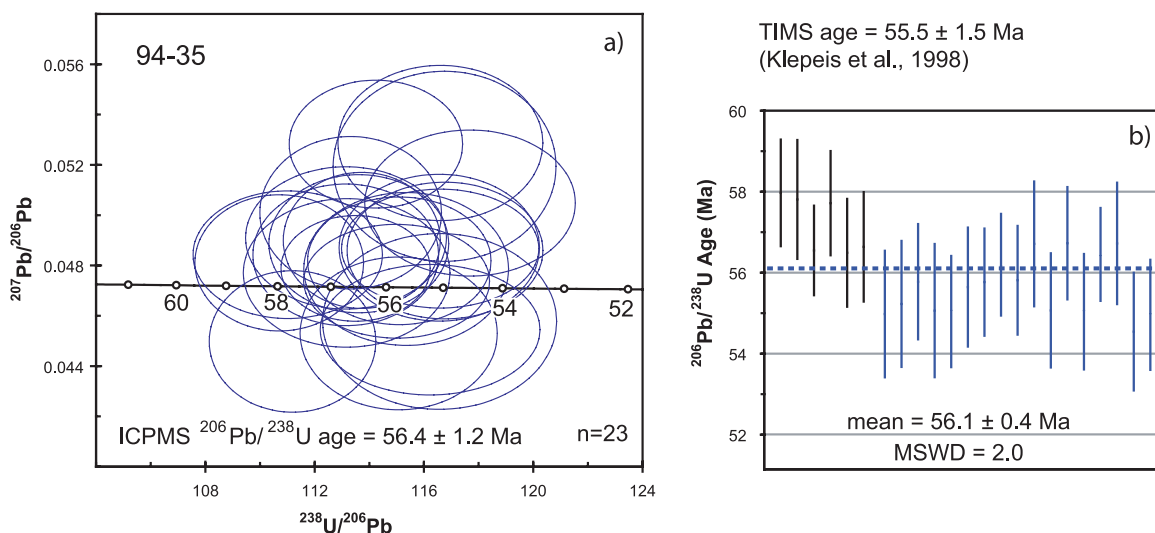 94-35
a)
0.056
0.052
0.048
0.044
207Pb/206Pb
60
58
56
54
52
ICPMS 206Pb/ 238U age = 56.4 ± 1.2 Ma
n=23
108
112
116
120
124
238U/206Pb
TIMS age = 55.5 ± 1.5 Ma
(Klepeis et al., 1998)
b)
60
58
56
54
52
206Pb/238U Age (Ma)
mean = 56.1 ± 0.4 Ma
MSWD = 2.0